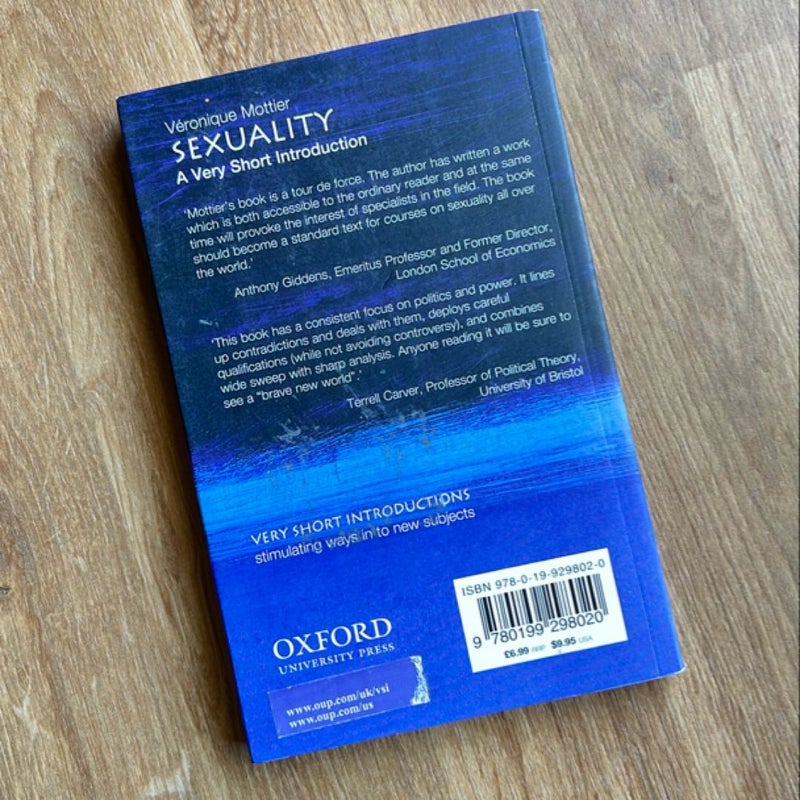 Véronique Mottier
SEXUALITY
A Very Short Introduction
‘Mottier's book is a tour de force. The author has written a work
which is both accessible to the ordinary reader and at the same
time will provoke the interest of specialists in the field. The book
should become a standard text for courses on sexuality all over
the world.’
Anthony Giddens, Emeritus Professor and Former Director,
London School of Economics
‘This book has a consistent focus on politics and power. It lines
up contradictions and deals with them, deploys careful
qualifications (while not avoiding controversy), and combines
wide sweep with sharp analysis. Anyone reading it will be sure to
see a “brave new world”.’
Terrell Carver, Professor of Political Theory,
University of Bristol
VERY SHORT INTRODUCTIONS
stimulating ways in to new subjects
ISBN 978-0-19-929802-0
9 780199 298020
£6.99 RRP $9.95 USA
OXFORD
UNIVERSITY PRESS
www.oup.com/uk/vsi
www.oup.com/us